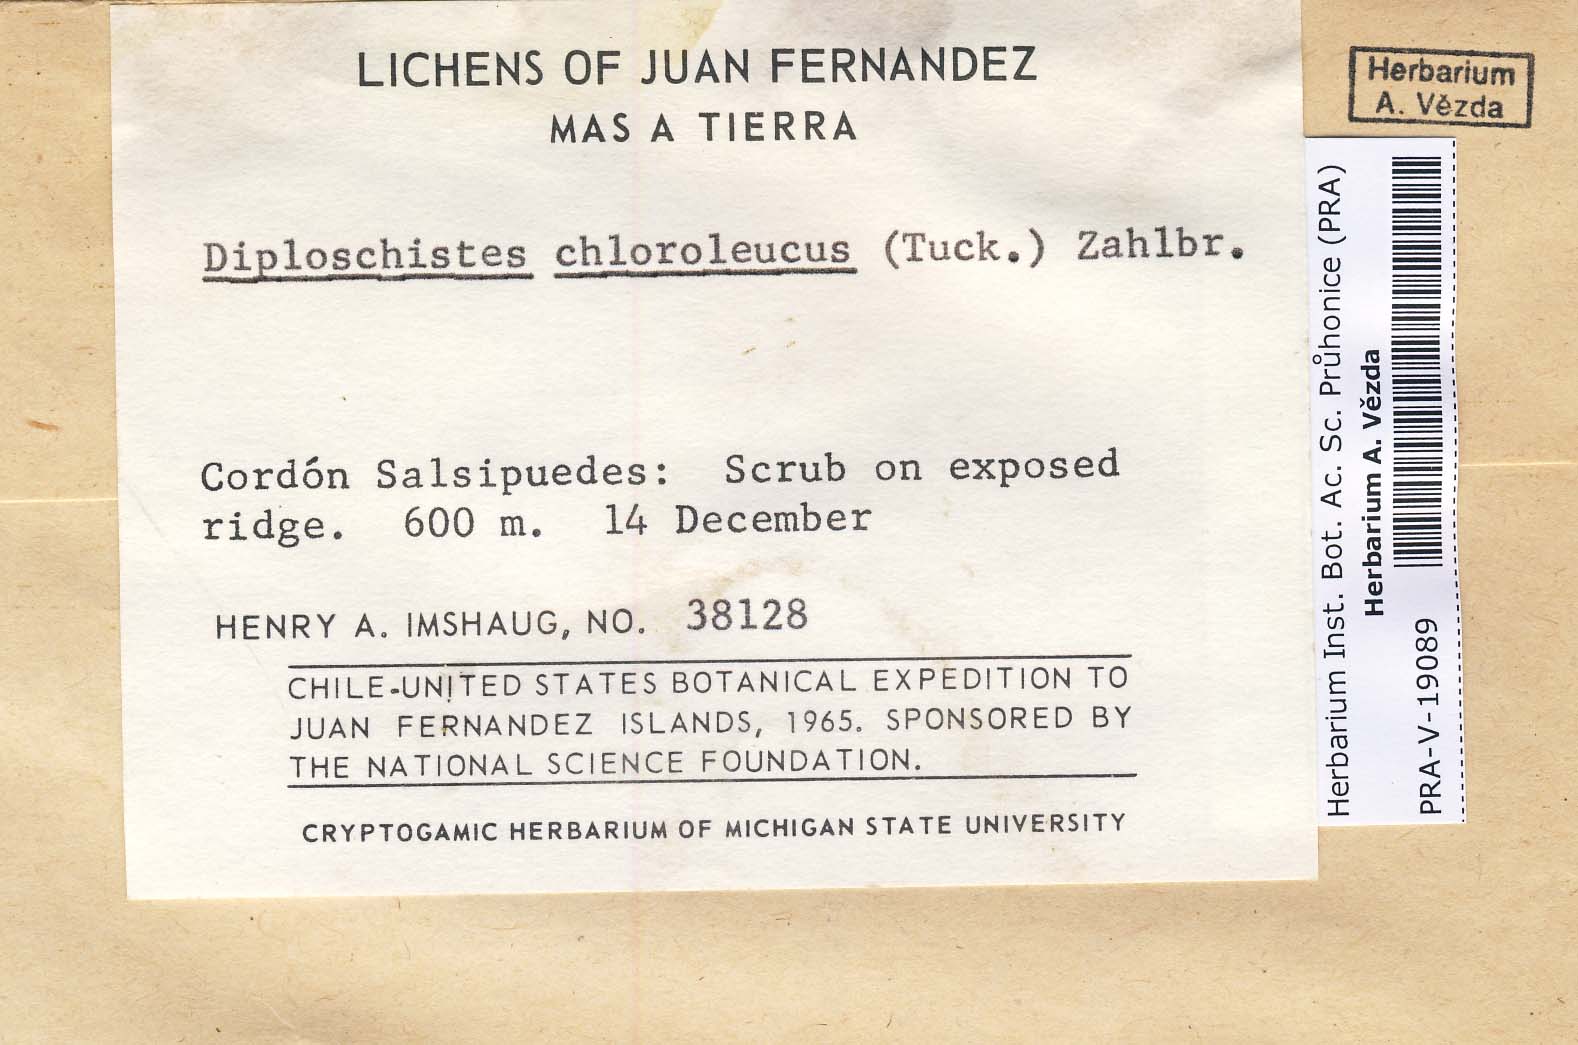 LICHENS OF JUAN FERNANDEZ
MAS A TIERRA
Diploschistes chloroleucus (Tuck.) Zahlbr.
Cordón Salsipuedes: Scrub on exposed
ridge. 600 m. 14 December
HENRY A. IMSHAUG, NO. 38128
CHILE-UNITED STATES BOTANICAL EXPEDITION TO
JUAN FERNANDEZ ISLANDS, 1965. SPONSORED BY
THE NATIONAL SCIENCE FOUNDATION.
CRYPTOGAMIC HERBARIUM OF MICHIGAN STATE UNIVERSITY
Herbarium
A. Vězda
Herbarium Inst. Bot. Ac. Sc. Průhonice (PRA)
Herbarium A. Vězda
PRA-V-19089